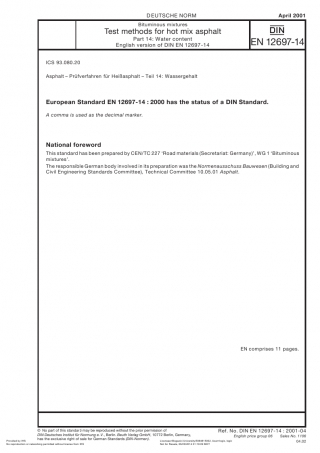 DEUTSCHE NORM
April 2001
Bituminous mixtures
Test methods for hot mix asphalt
Part 14: Water content
English version of DIN EN 12697-14
DIN
EN 12697-14
ICS 93.080.20
Asphalt – Prüfverfahren für Heißasphalt – Teil 14: Wassergehalt
European Standard EN 12697-14 : 2000 has the status of a DIN Standard.
A comma is used as the decimal marker.
National foreword
This standard has been prepared by CEN/TC 227 ‘Road materials (Secretariat: Germany)’, WG 1 ‘Bituminous
mixtures’.
The responsible German body involved in its preparation was the Normenausschuss Bauwesen (Building and
Civil Engineering Standards Committee), Technical Committee 10.05.01 Asphalt.
EN comprises 11 pages.
© No part of this standard may be reproduced without the prior permission of
DIN Deutsches Institut für Normung e. V., Berlin. Beuth Verlag GmbH, 10772 Berlin, Germany,
has the exclusive right of sale for German Standards (DIN-Normen).
Ref. No. DIN EN 12697-14 : 2001-04
English price group 09 Sales No. 1109